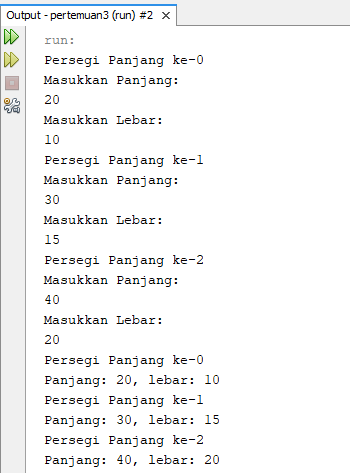 Output - pertemuan3 (run) #2 ×
run:
Persegi Panjang ke-0
Masukkan Panjang:
20
Masukkan Lebar:
10
Persegi Panjang ke-1
Masukkan Panjang:
30
Masukkan Lebar:
15
Persegi Panjang ke-2
Masukkan Panjang:
40
Masukkan Lebar:
20
Persegi Panjang ke-0
Panjang: 20, lebar: 10
Persegi Panjang ke-1
Panjang: 30, lebar: 15
Persegi Panjang ke-2
Panjang: 40, lebar: 20